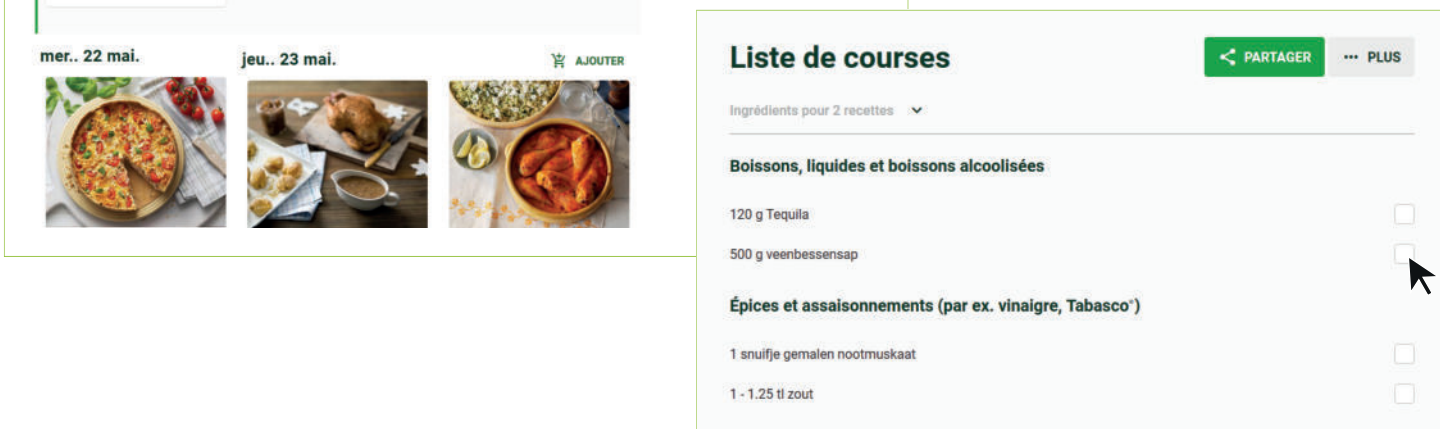 mer.. 22 mai.
jeu.. 23 mai.
AJOUTER
Liste de courses
PARTAGER
••• PLUS
Ingrédients pour 2 recettes
Boissons, liquides et boissons alcoolisées
120 g Tequila
500 g veenbessensap
Épices et assaisonnements (par ex. vinaigre, Tabasco®)
1 snuifje gemalen nootmuskaat
1 - 1.25 tl zout